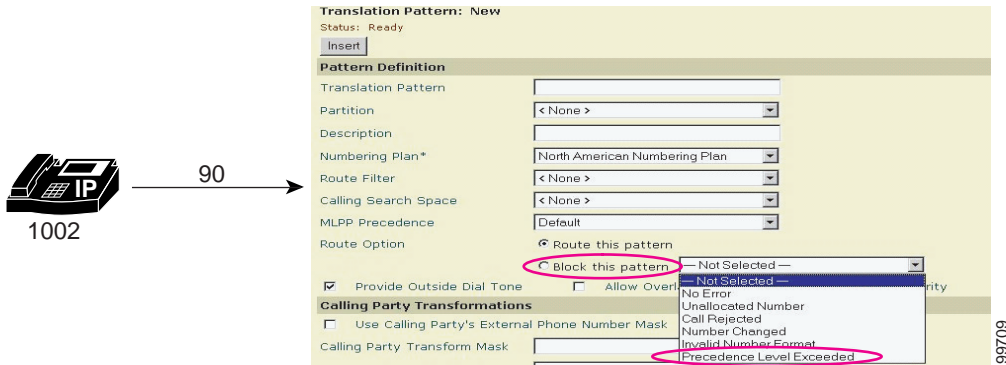 Translation Pattern: New
Status: Ready
Insert
Pattern Definition
Translation Pattern
Partition < None >
Description
Numbering Plan* North American Numbering Plan
Route Filter < None >
Calling Search Space < None >
MLPP Precedence Default
Route Option Route this pattern
Block this pattern — Not Selected —
— Not Selected —
No Error
Unallocated Number
Call Rejected
Number Changed
Invalid Number Format
Precedence Level Exceeded
Provide Outside Dial Tone Allow Overl rity
Calling Party Transformations
Use Calling Party's External Phone Number Mask
Calling Party Transform Mask
IP
1002
90
99709